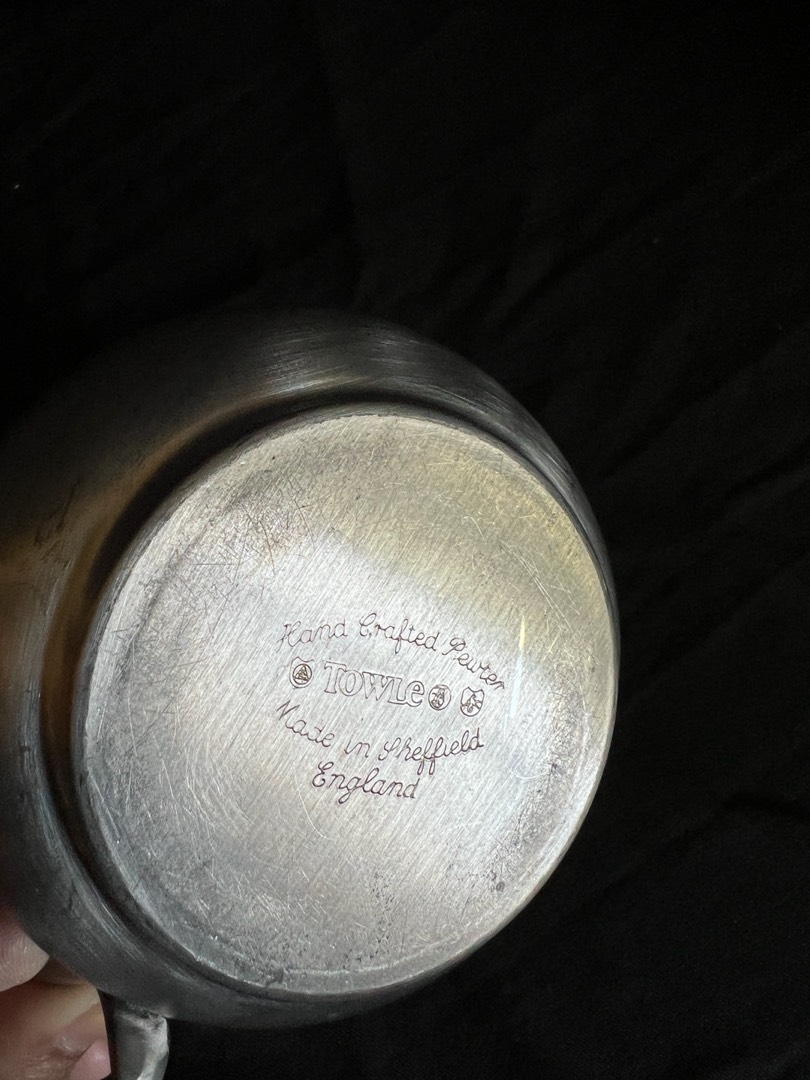 Hand Crafted Pewter
TOWLE
Made in Sheffield
England